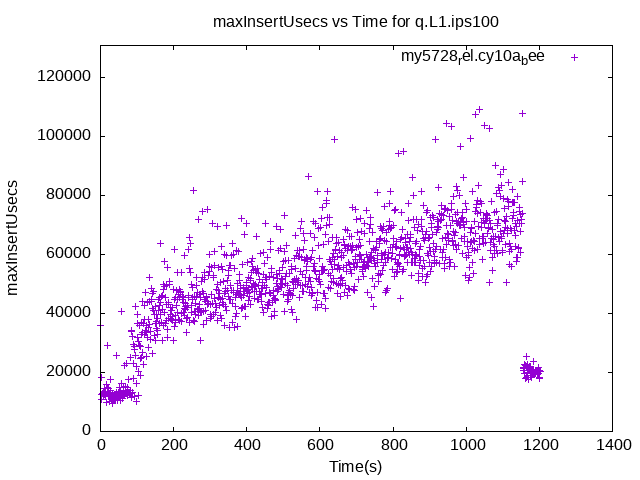 maxInsertUsecs vs Time for q.L1.ips100
my5728rel.cy10abee
maxInsertUsecs
120000
100000
80000
60000
40000
20000
0
0 200 400 600 800 1000 1200 1400
Time(s)